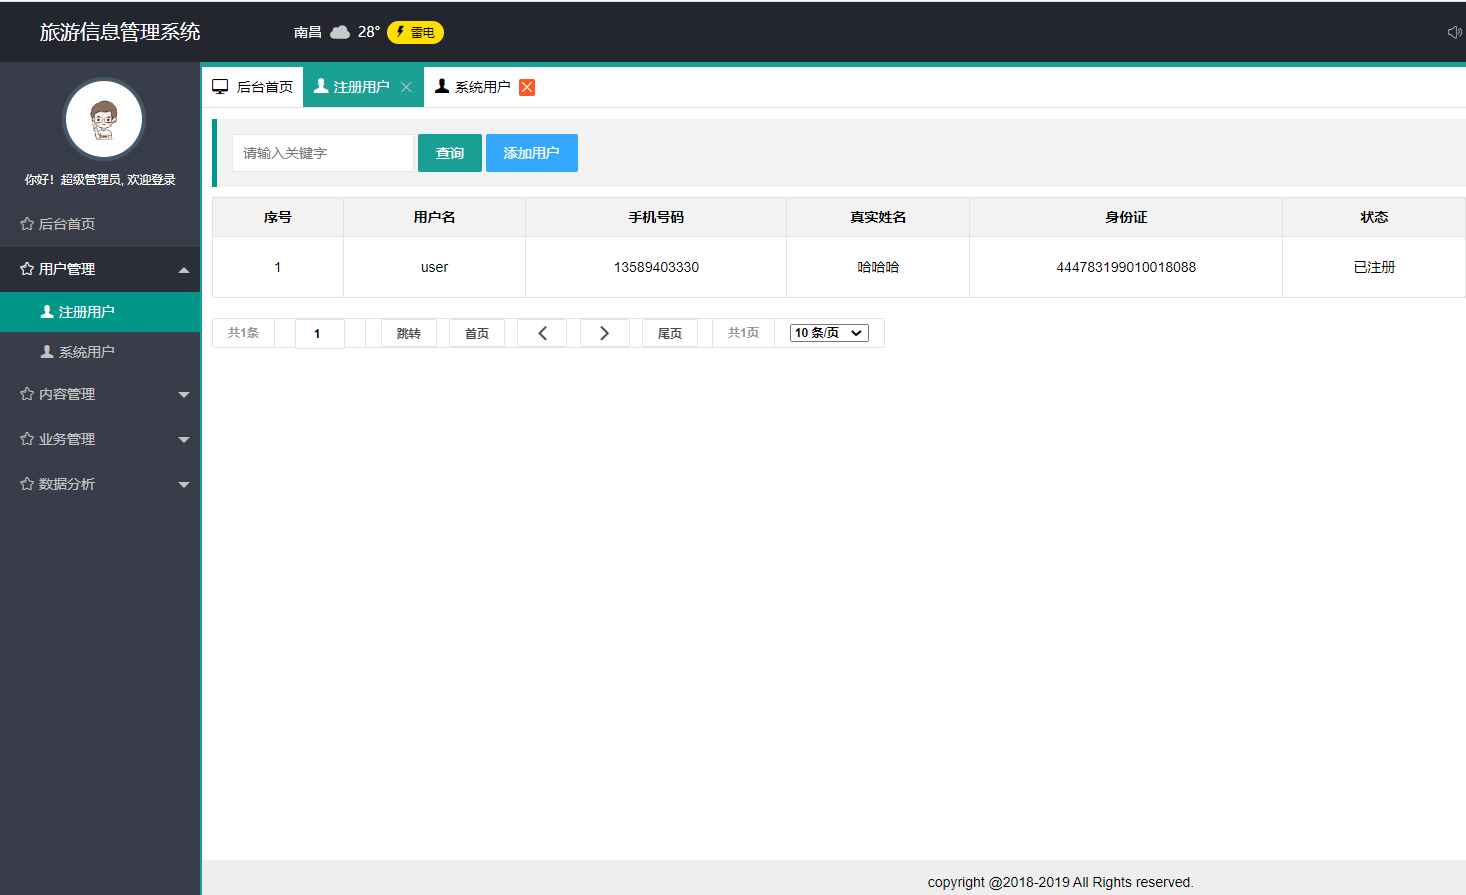 旅游信息管理系统
南昌 28° 雷电
你好！超级管理员, 欢迎登录
后台首页
用户管理
注册用户
系统用户
内容管理
业务管理
数据分析
后台首页 注册用户 系统用户
请输入关键字 查询 添加用户
序号 用户名 手机号码 真实姓名 身份证 状态
1 user 13589403330 哈哈哈 444783199010018088 已注册
共1条 1 跳转 首页 尾页 共1页 10 条/页
copyright @2018-2019 All Rights reserved.